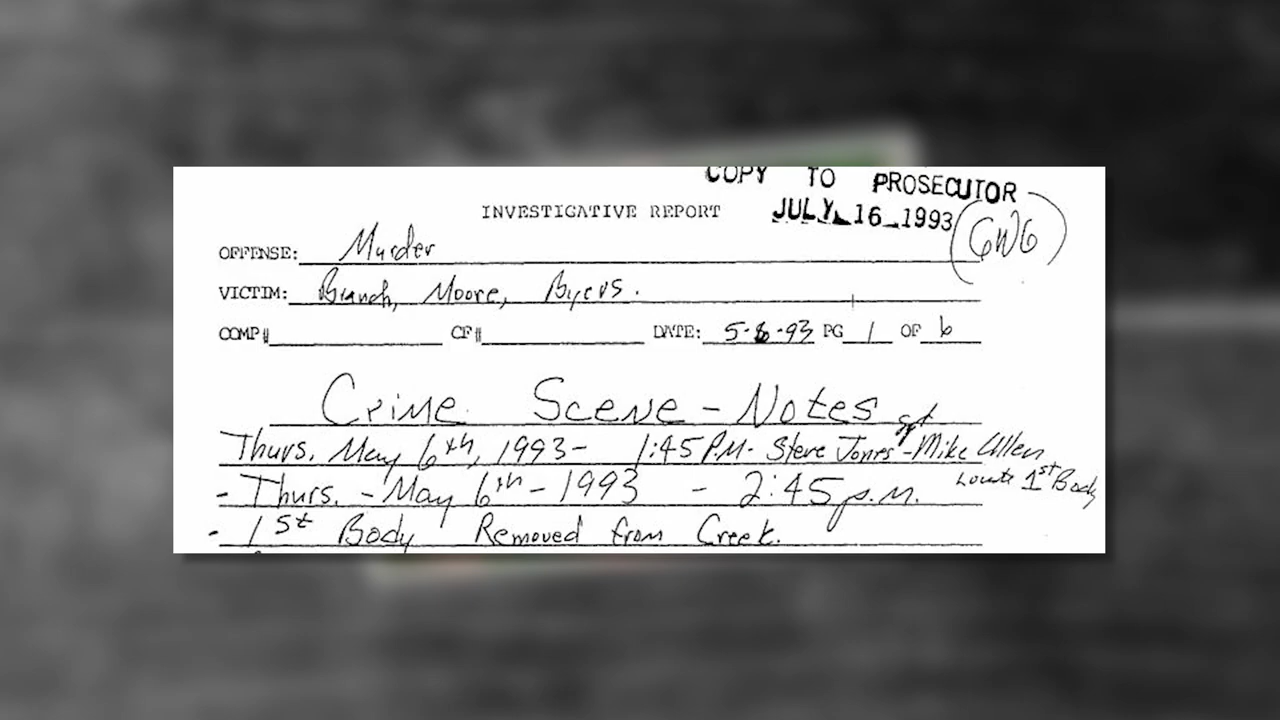 COPY TO PROSECUTOR
JULY 16 1993
INVESTIGATIVE REPORT
GWG
OFFENSE: Murder
VICTIM: Branch, Moore, Byers.
COMP# CF# DATE: 5-6-93 PG 1 OF 6
Crime Scene - Notes
Thurs. May 6th, 1993 - 1:45 P.M. Steve Jones - Sgt Mike Allen
Locate 1st Body
- Thurs. - May 6th - 1993 - 2:45 p.m.
- 1st Body Removed from Creek.